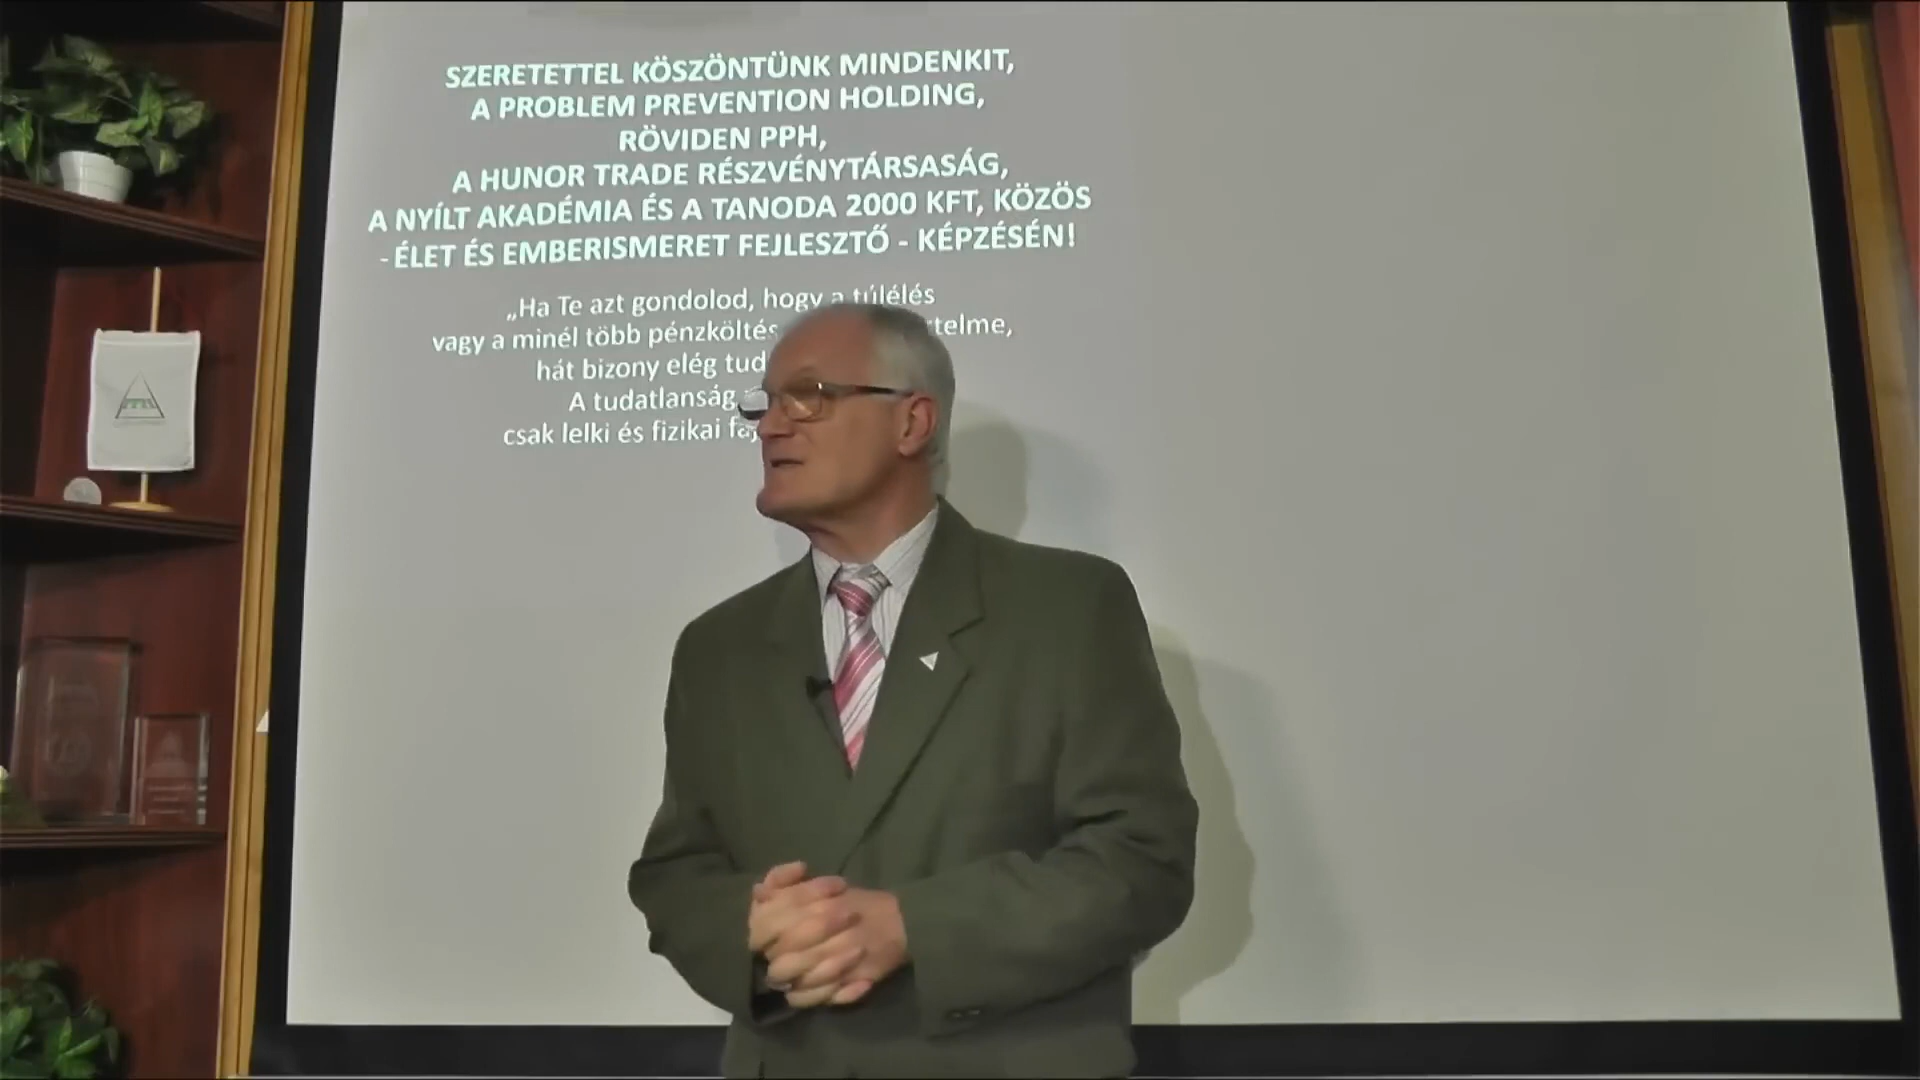 SZERETETTEL KÖSZÖNTÜNK MINDENKIT,
A PROBLEM PREVENTION HOLDING,
RÖVIDEN PPH,
A HUNOR TRADE RÉSZVÉNYTÁRSASÁG,
A NYÍLT AKADÉMIA ÉS A TANODA 2000 KFT, KÖZÖS
- ÉLET ÉS EMBERISMERET FEJLESZTŐ - KÉPZÉSÉN!
„Ha Te azt gondolod, hogy a túlélés
vagy a minél több pénzköltés
hát bizony elég
A tudatlanság
csak lelki és fizikai